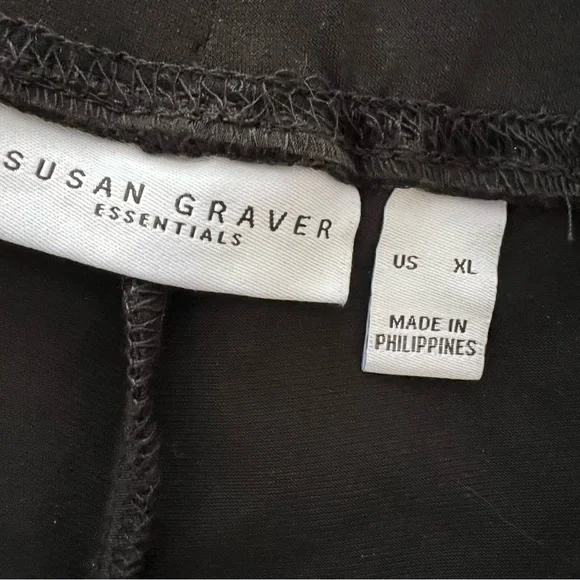 SUSAN GRAVER
ESSENTIALS
US XL
MADE IN
PHILIPPINES